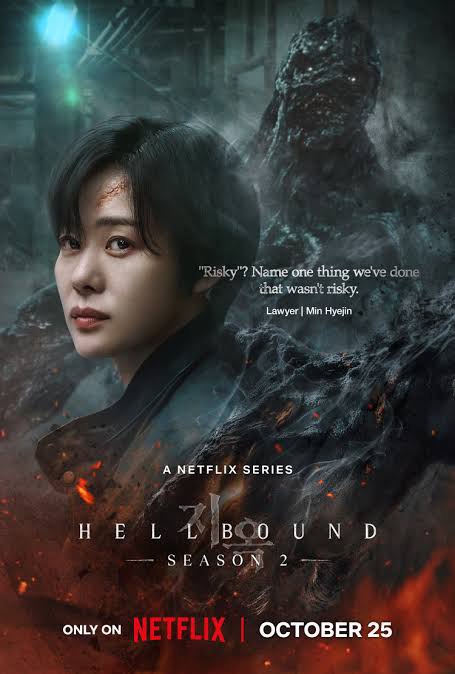 "Risky"? Name one thing we've done
that wasn't risky.
Lawyer | Min Hyejin
A NETFLIX SERIES
지옥
HELLBOUND
SEASON 2
ONLY ON NETFLIX | OCTOBER 25